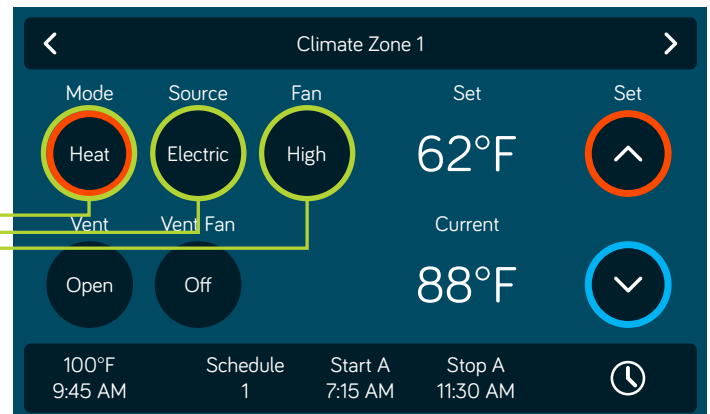 Climate Zone 1
Mode Source Fan Set Set
Heat Electric High 62°F
Vent Vent Fan Current
Open Off 88°F
100°F Schedule Start A Stop A
9:45 AM 1 7:15 AM 11:30 AM